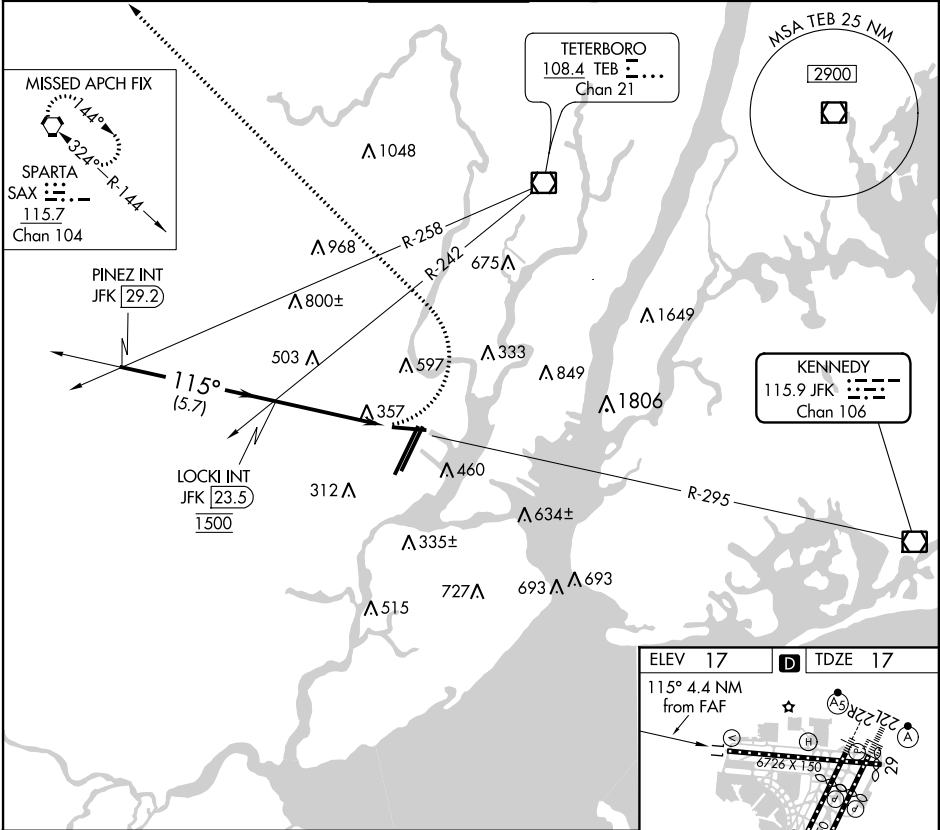 MISSED APCH FIX
144°
324°
R-144
SPARTA
SAX
115.7
Chan 104
TETERBORO
108.4 TEB
Chan 21
MSA TEB 25 NM
2900
1048
968
R-258
R-242
675
PINEZ INT
JFK 29.2
800±
1649
503
597
333
849
115°
(5.7)
KENNEDY
115.9 JFK
Chan 106
357
1806
LOCKI INT
JFK 23.5
1500
312
460
R-295
634±
335±
727
693
693
515
ELEV 17
D
TDZE 17
115° 4.4 NM
from FAF
A5
22R
22L
A
V
H
P
11
6726 X 150
29
P
P